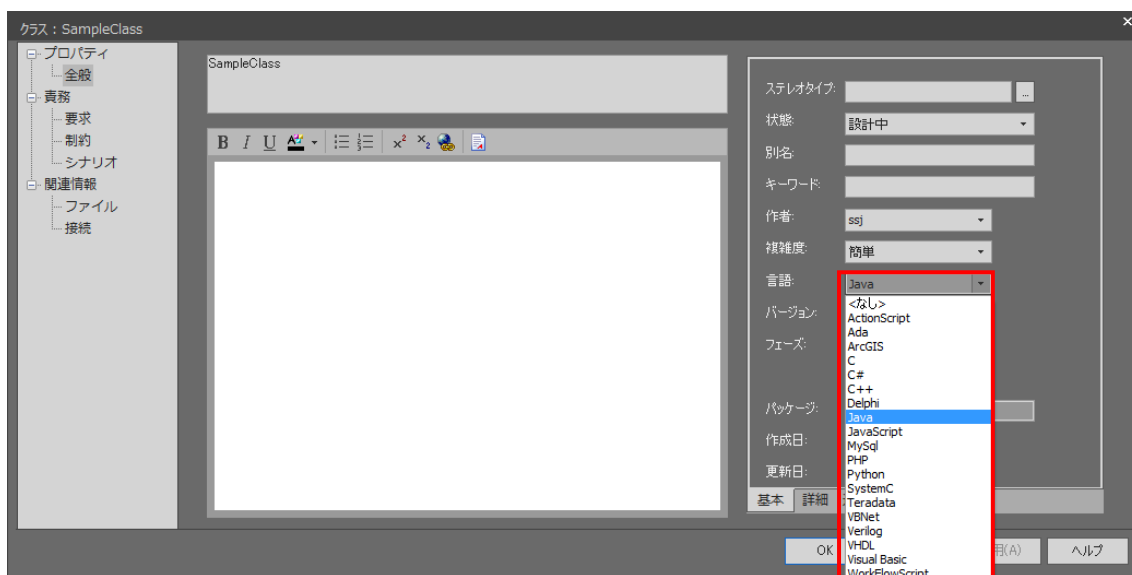 クラス : SampleClass
プロパティ
全般
責務
要求
制約
シナリオ
関連情報
ファイル
接続
SampleClass
B I U
ステレオタイプ:
...
状態:
設計中
別名:
キーワード:
作者:
ssj
複雑度:
簡単
言語:
Java
<なし>
ActionScript
Ada
ArcGIS
C
C#
C++
Delphi
Java
JavaScript
MySql
PHP
Python
SystemC
Teradata
VBNet
Verilog
VHDL
Visual Basic
WorkFlowScript
バージョン:
フェーズ:
パッケージ:
作成日:
更新日:
基本
詳細
OK
用(A)
ヘルプ